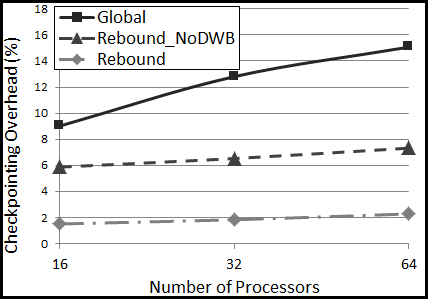 Checkpointing Overhead (%)
18
16
14
12
10
8
6
4
2
0
Global
Rebound_NoDWB
Rebound
16
32
64
Number of Processors